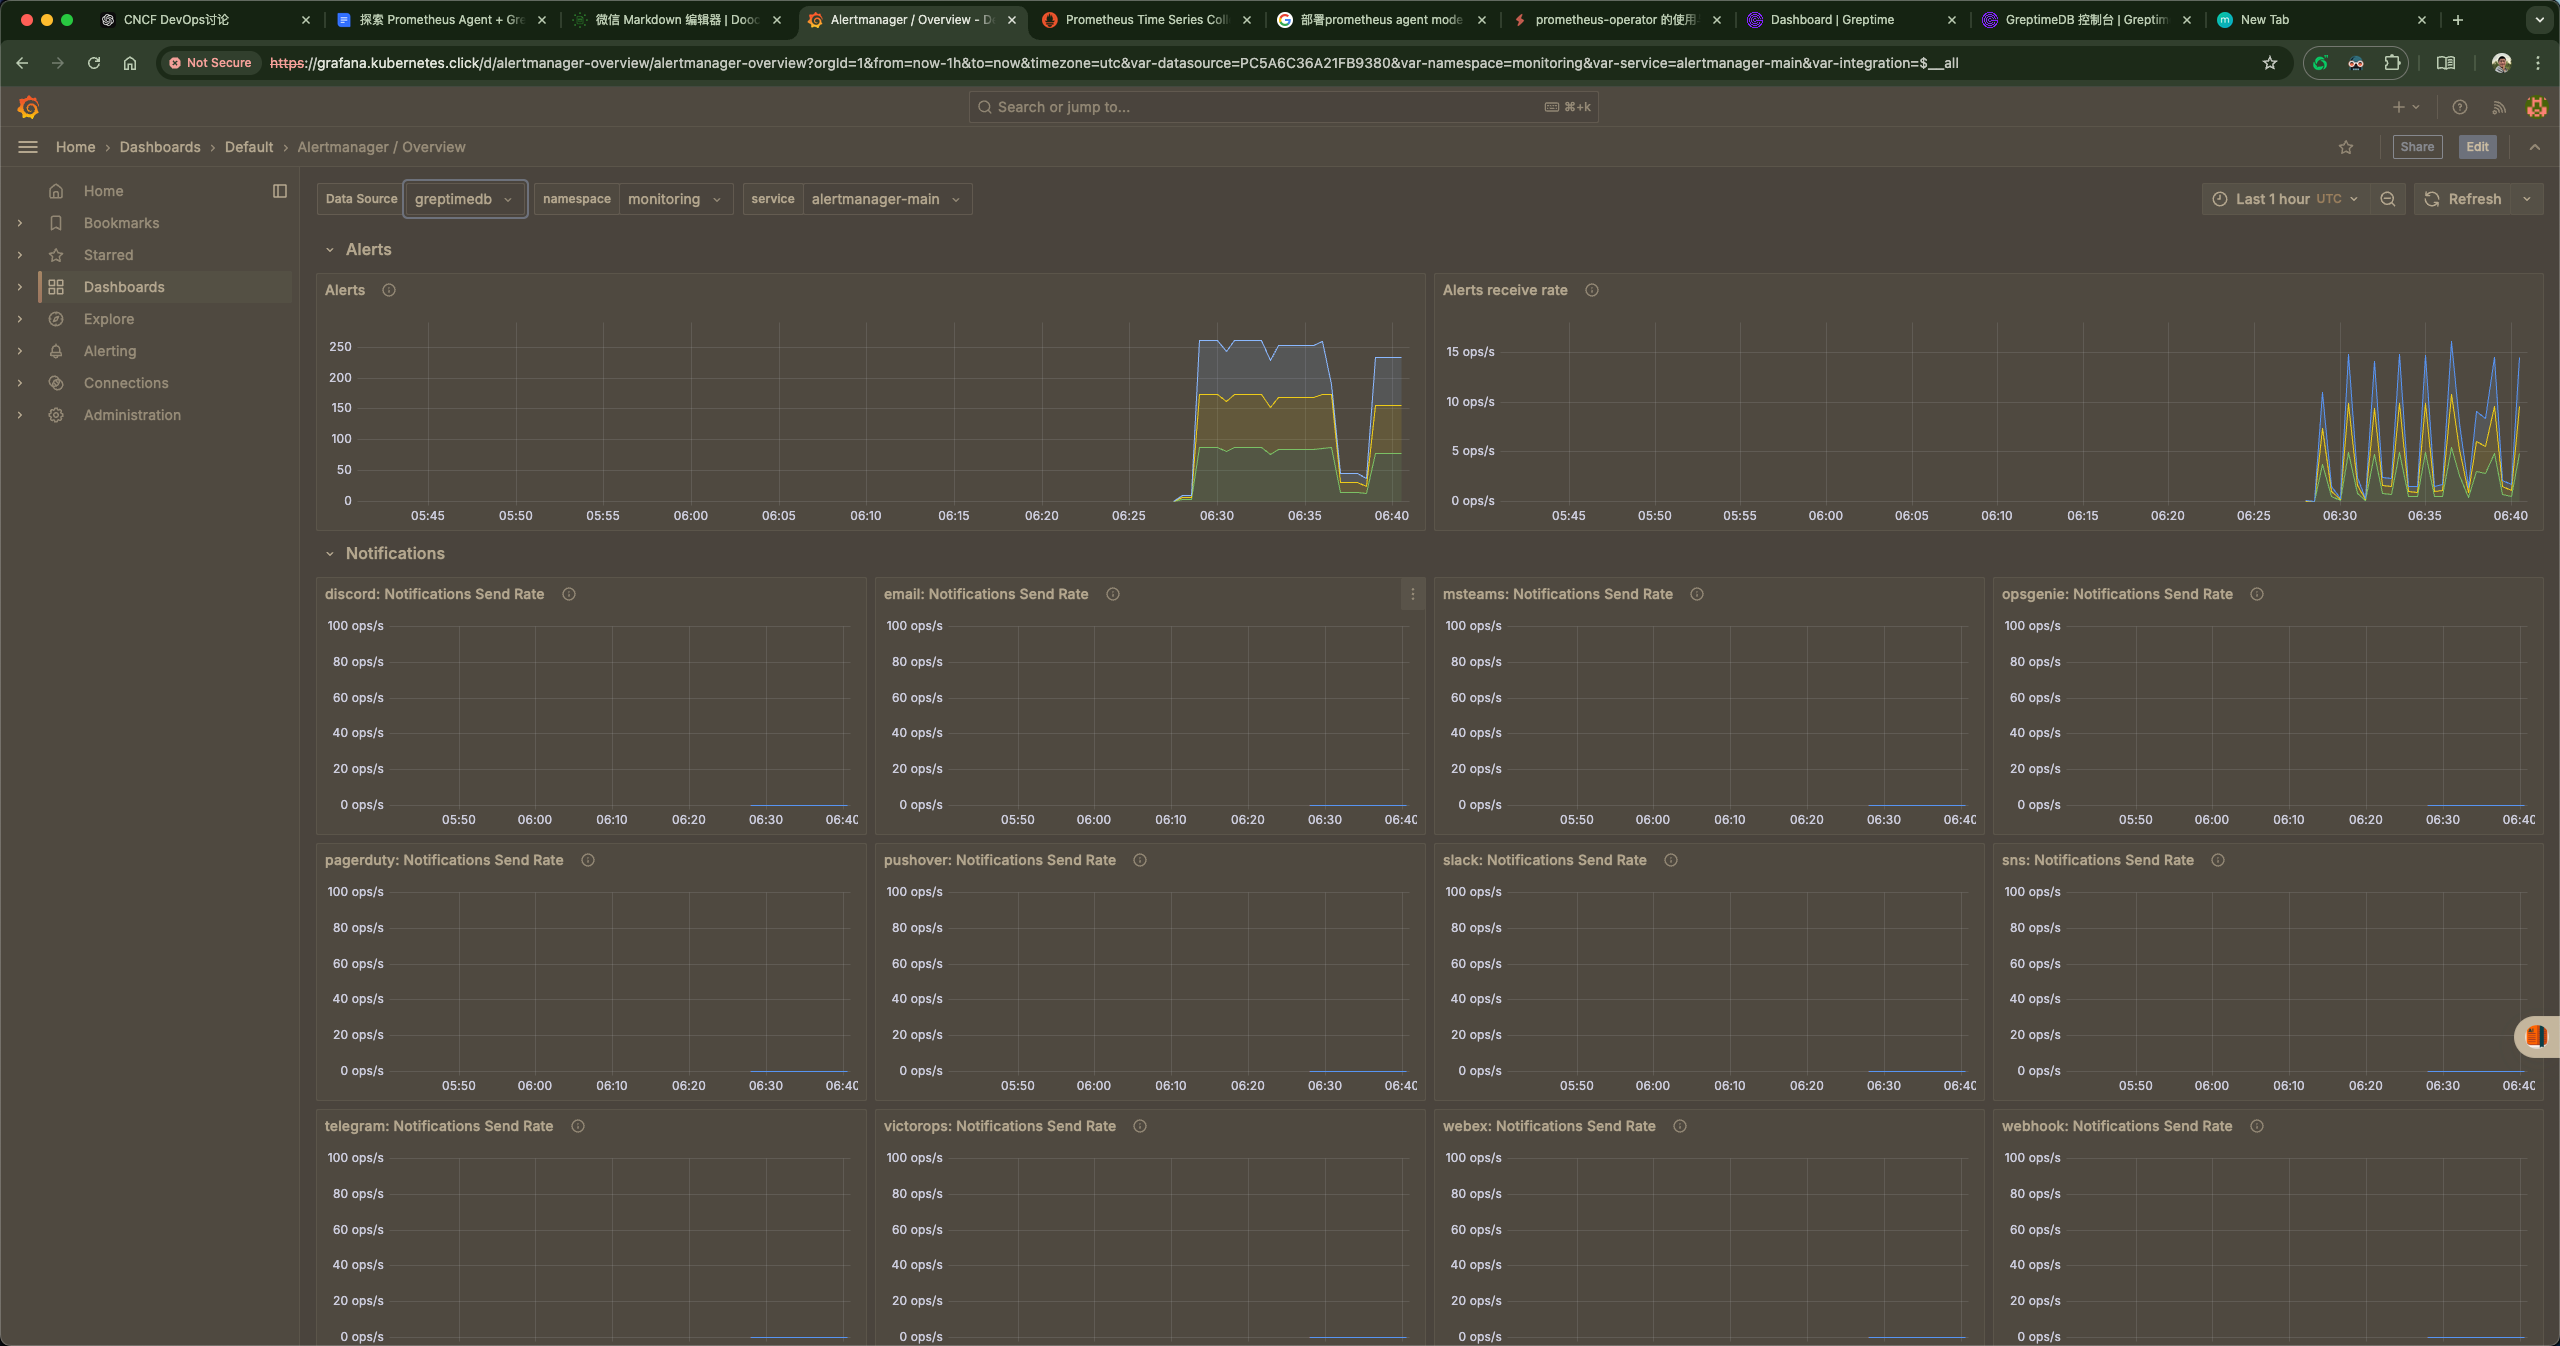 CNCF DevOps讨论
探索 Prometheus Agent + Gre
微信 Markdown 编辑器 | Dooc
Alertmanager / Overview - D
Prometheus Time Series Coll
部署prometheus agent mode
prometheus-operator 的使用
Dashboard | Greptime
GreptimeDB 控制台 | Greptim
New Tab
Not Secure
https://grafana.kubernetes.click/d/alertmanager-overview/alertmanager-overview?orgId=1&from=now-1h&to=now&timezone=utc&var-datasource=PC5A6C36A21FB9380&var-namespace=monitoring&var-service=alertmanager-main&var-integration=$__all
Search or jump to...
⌘+k
Home › Dashboards › Default › Alertmanager / Overview
Share
Edit
Home
Bookmarks
Starred
Dashboards
Explore
Alerting
Connections
Administration
Data Source greptimedb
namespace monitoring
service alertmanager-main
Last 1 hour UTC
Refresh
Alerts
Alerts
250
200
150
100
50
0
05:45 05:50 05:55 06:00 06:05 06:10 06:15 06:20 06:25 06:30 06:35 06:40
Alerts receive rate
15 ops/s
10 ops/s
5 ops/s
0 ops/s
05:45 05:50 05:55 06:00 06:05 06:10 06:15 06:20 06:25 06:30 06:35 06:40
Notifications
discord: Notifications Send Rate
100 ops/s
80 ops/s
60 ops/s
40 ops/s
20 ops/s
0 ops/s
05:50 06:00 06:10 06:20 06:30 06:40
email: Notifications Send Rate
100 ops/s
80 ops/s
60 ops/s
40 ops/s
20 ops/s
0 ops/s
05:50 06:00 06:10 06:20 06:30 06:40
msteams: Notifications Send Rate
100 ops/s
80 ops/s
60 ops/s
40 ops/s
20 ops/s
0 ops/s
05:50 06:00 06:10 06:20 06:30 06:40
opsgenie: Notifications Send Rate
100 ops/s
80 ops/s
60 ops/s
40 ops/s
20 ops/s
0 ops/s
05:50 06:00 06:10 06:20 06:30 06:40
pagerduty: Notifications Send Rate
100 ops/s
80 ops/s
60 ops/s
40 ops/s
20 ops/s
0 ops/s
05:50 06:00 06:10 06:20 06:30 06:40
pushover: Notifications Send Rate
100 ops/s
80 ops/s
60 ops/s
40 ops/s
20 ops/s
0 ops/s
05:50 06:00 06:10 06:20 06:30 06:40
slack: Notifications Send Rate
100 ops/s
80 ops/s
60 ops/s
40 ops/s
20 ops/s
0 ops/s
05:50 06:00 06:10 06:20 06:30 06:40
sns: Notifications Send Rate
100 ops/s
80 ops/s
60 ops/s
40 ops/s
20 ops/s
0 ops/s
05:50 06:00 06:10 06:20 06:30 06:40
telegram: Notifications Send Rate
100 ops/s
80 ops/s
60 ops/s
40 ops/s
20 ops/s
0 ops/s
victorops: Notifications Send Rate
100 ops/s
80 ops/s
60 ops/s
40 ops/s
20 ops/s
0 ops/s
webex: Notifications Send Rate
100 ops/s
80 ops/s
60 ops/s
40 ops/s
20 ops/s
0 ops/s
webhook: Notifications Send Rate
100 ops/s
80 ops/s
60 ops/s
40 ops/s
20 ops/s
0 ops/s